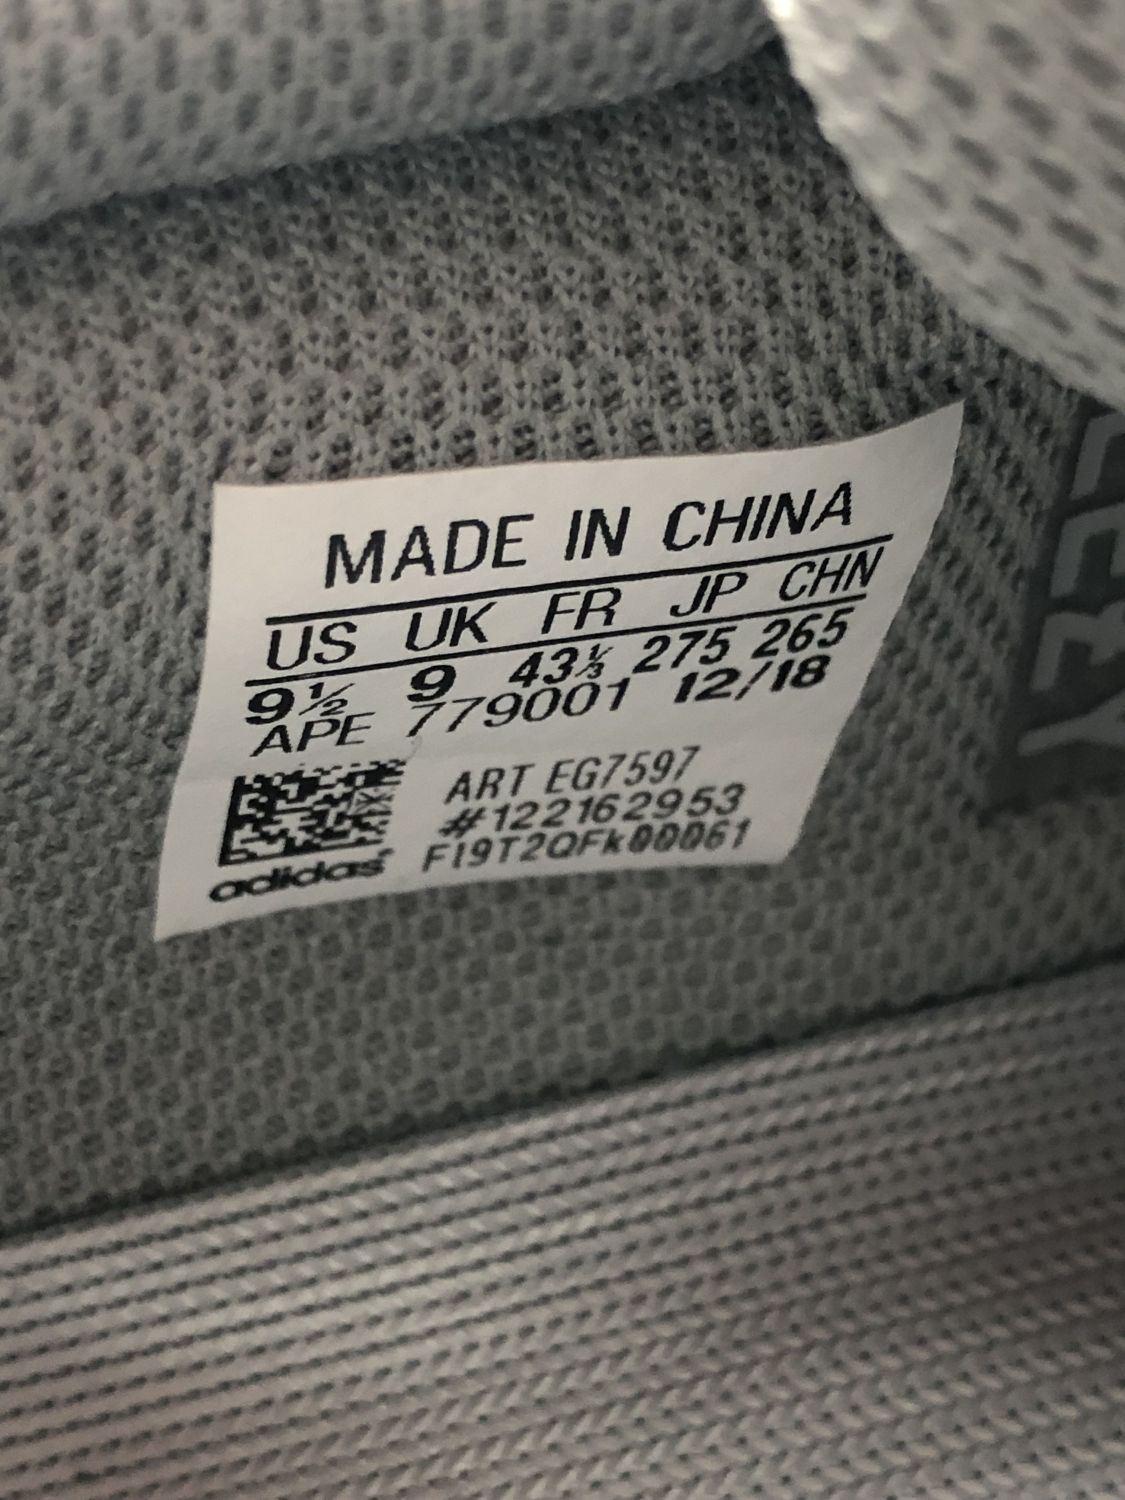 MADE IN CHINA
US UK FR JP CHN
9½ 9 43⅓ 275 265
APE 779001 12/18
ART EG7597
#122162953
F19T2QFK00061
adidas